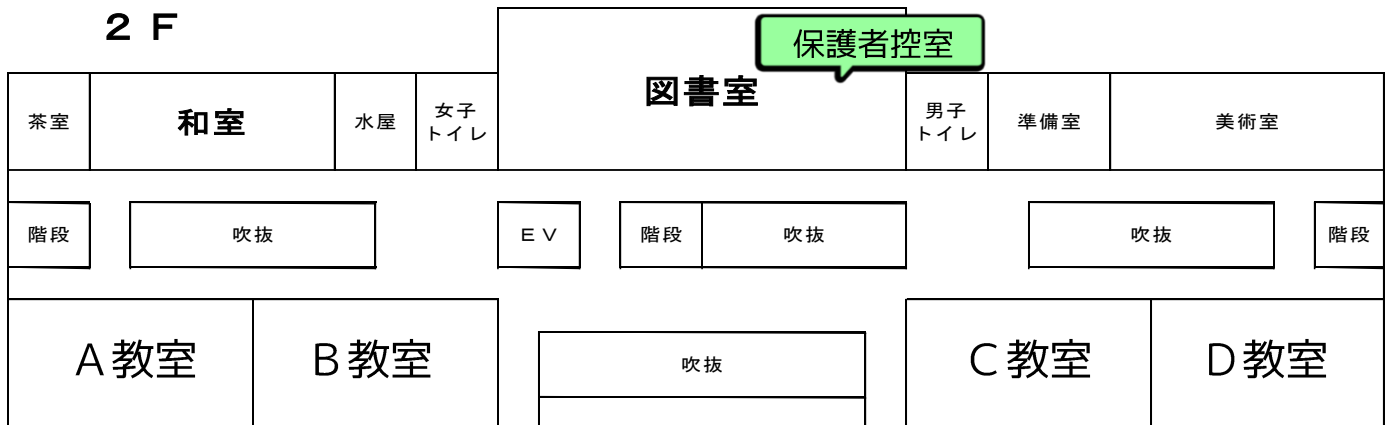 ２Ｆ
保護者控室
図書室
茶室
和室
水屋
女子
トイレ
男子
トイレ
準備室
美術室
階段
吹抜
ＥＶ
階段
吹抜
吹抜
階段
Ａ教室
Ｂ教室
吹抜
Ｃ教室
Ｄ教室